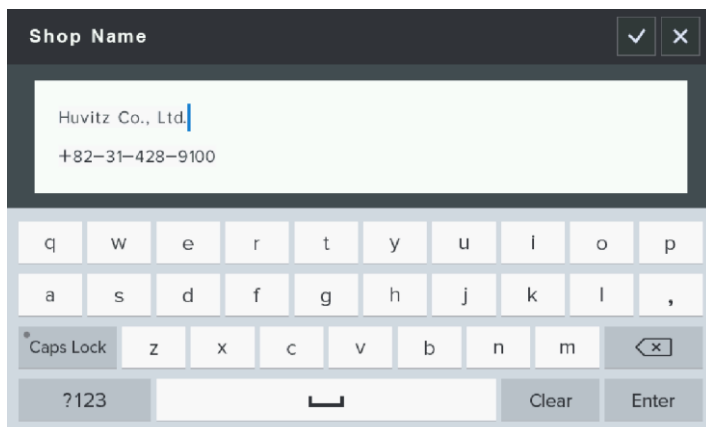 Shop Name
Huvitz Co., Ltd.
+82-31-428-9100
q w e r t y u i o p
a s d f g h j k l ,
Caps Lock z x c v b n m
?123 Clear Enter